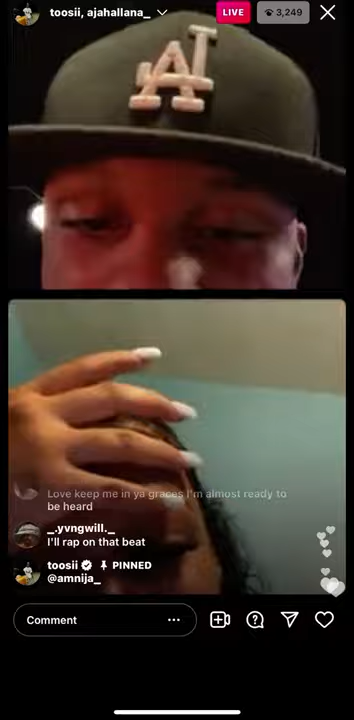 toosii, ajahallana_
LIVE
3,249
LA
Love keep me in ya graces I'm almost ready to
be heard
_.yvngwill._
I'll rap on that beat
toosii PINNED
@amnija_
Comment